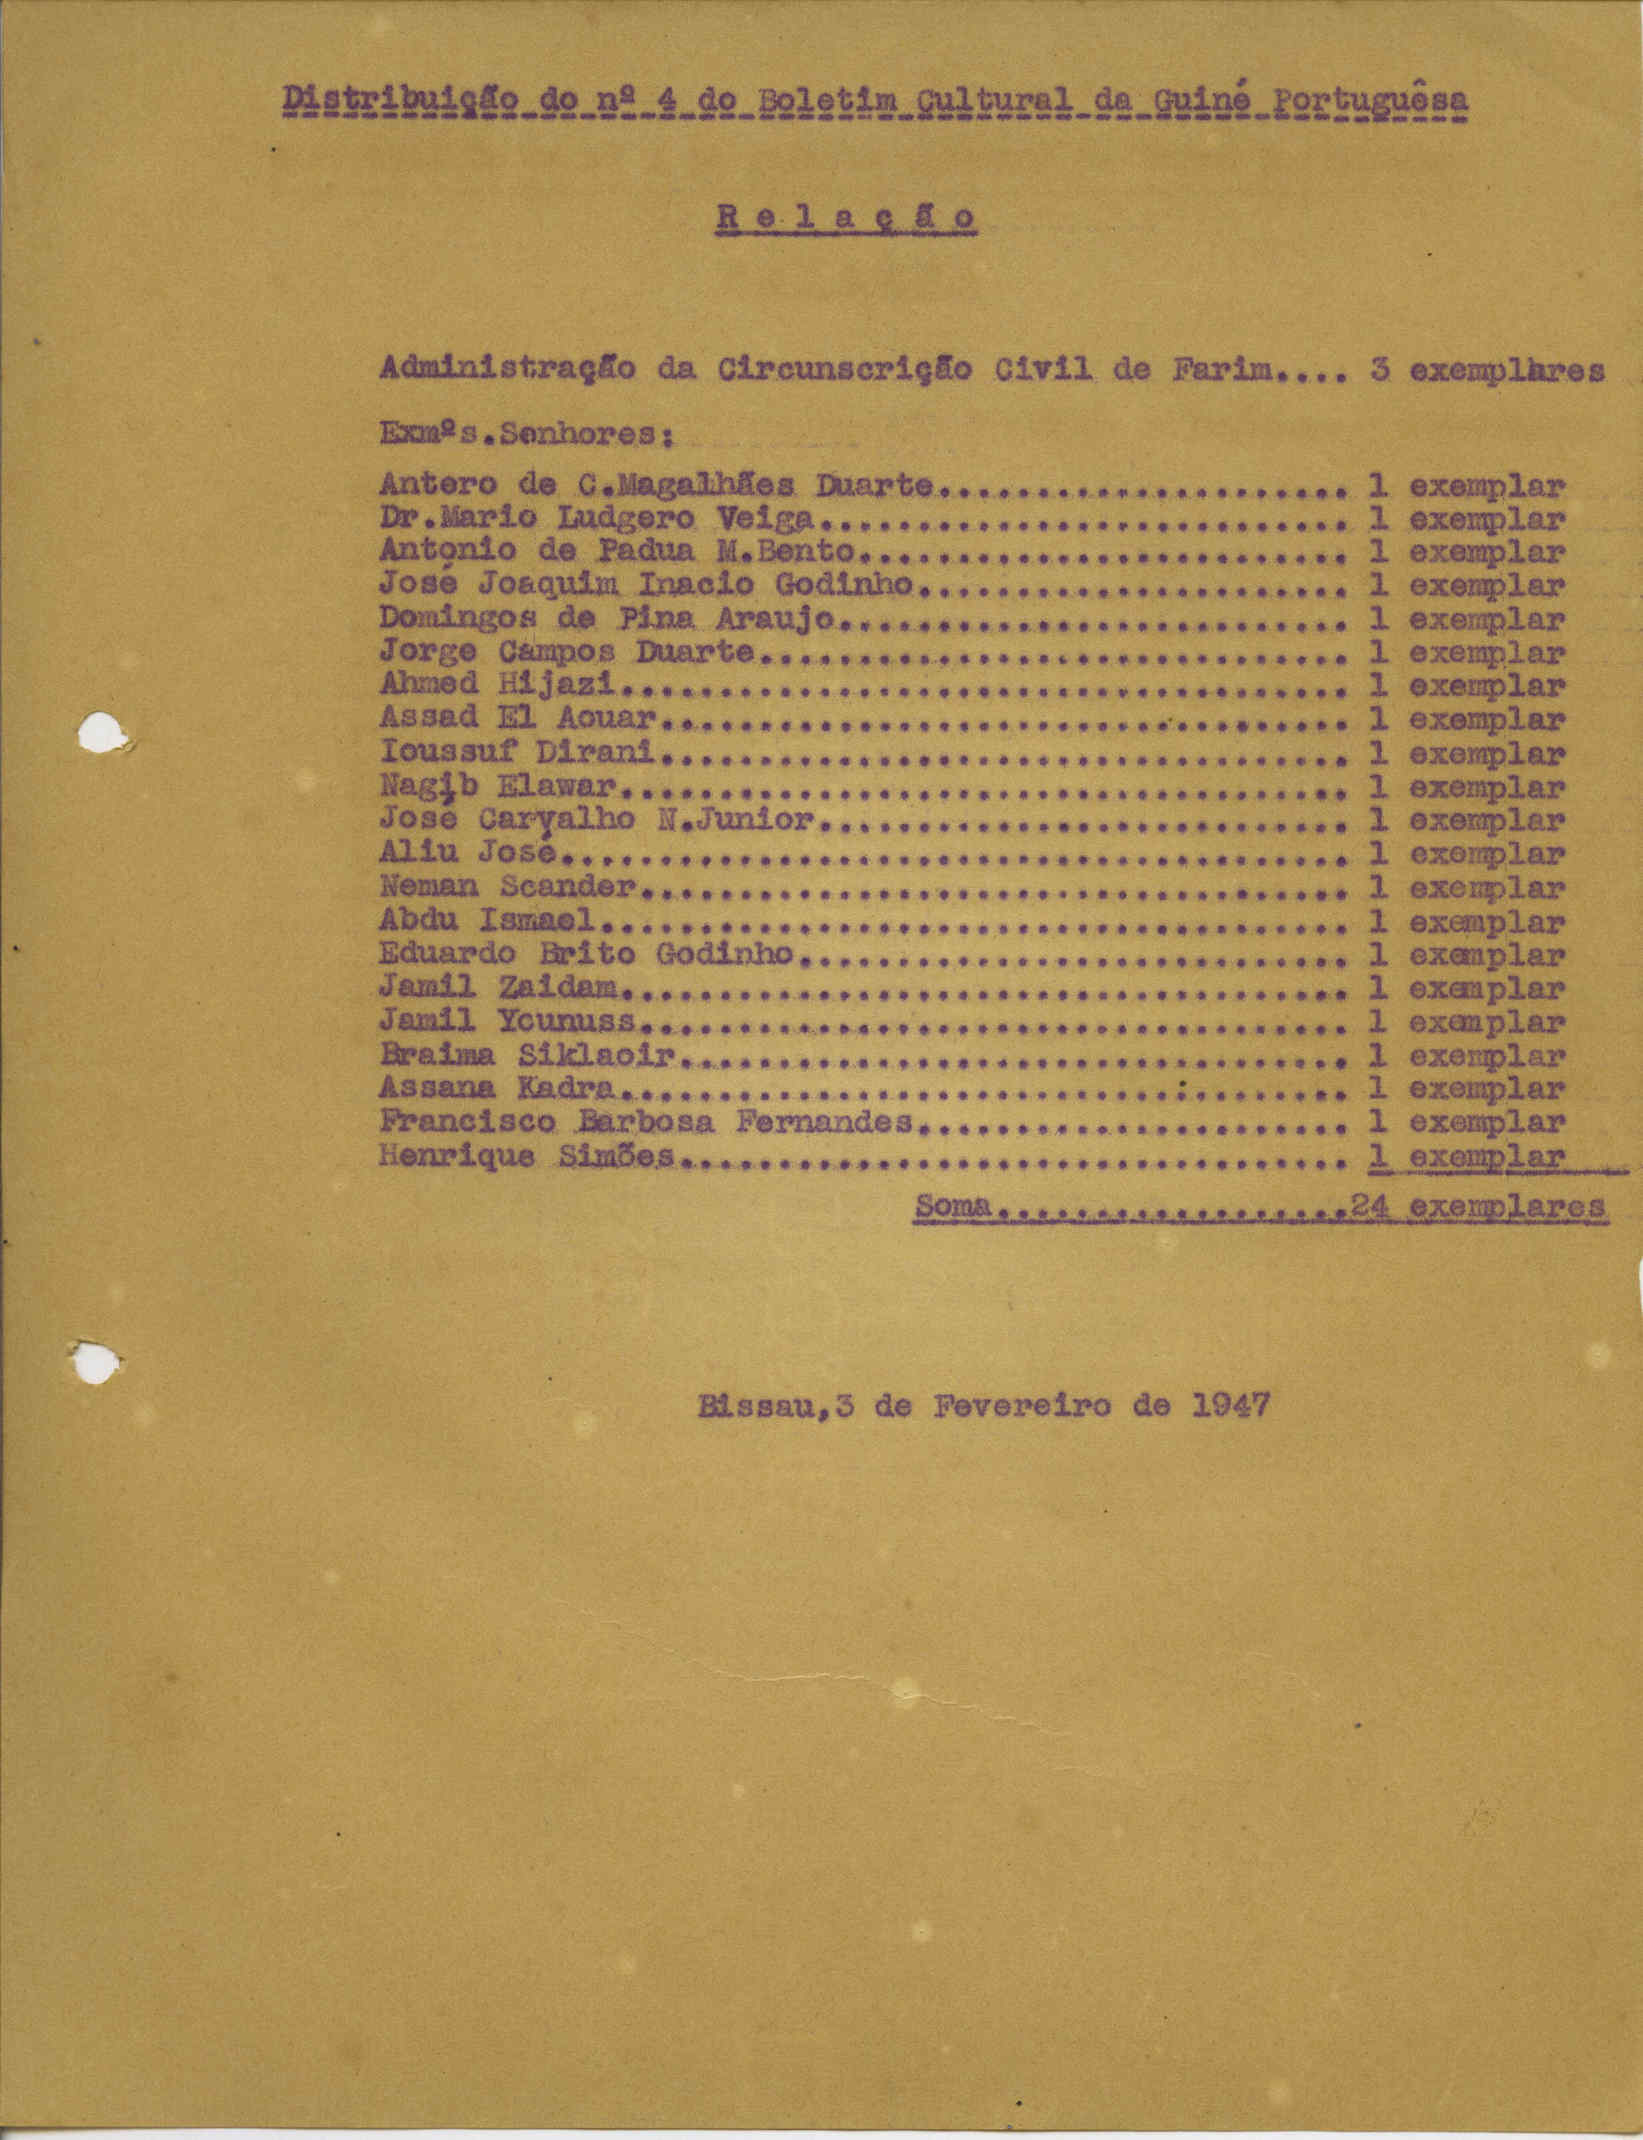 Distribuição do nº 4 do Boletim Cultural da Guiné Portuguêsa
Relação
Administração da Circunscrição Civil de Farim.... 3 exemplares
Exmºs.Senhores:
Antero de C.Magalhães Duarte..................... 1 exemplar
Dr.Mario Ludgero Veiga........................... 1 exemplar
Antonio de Padua M.Bento......................... 1 exemplar
José Joaquim Inacio Godinho...................... 1 exemplar
Domingos de Pina Araujo.......................... 1 exemplar
Jorge Campos Duarte.............................. 1 exemplar
Ahmed Hijazi..................................... 1 exemplar
Assad El Aouar................................... 1 exemplar
Ioussuf Dirani................................... 1 exemplar
Nagib Elawar..................................... 1 exemplar
José Carvalho N.Junior........................... 1 exemplar
Aliu José........................................ 1 exemplar
Neman Scander.................................... 1 exemplar
Abdu Ismael...................................... 1 exemplar
Eduardo Brito Godinho............................ 1 exemplar
Jamil Zaidam..................................... 1 exemplar
Jamil Younuss.................................... 1 exemplar
Braima Siklaoir.................................. 1 exemplar
Assana Kadra..................................... 1 exemplar
Francisco Barbosa Fernandes...................... 1 exemplar
Henrique Simões.................................. 1 exemplar
Soma..................24 exemplares
Bissau,3 de Fevereiro de 1947